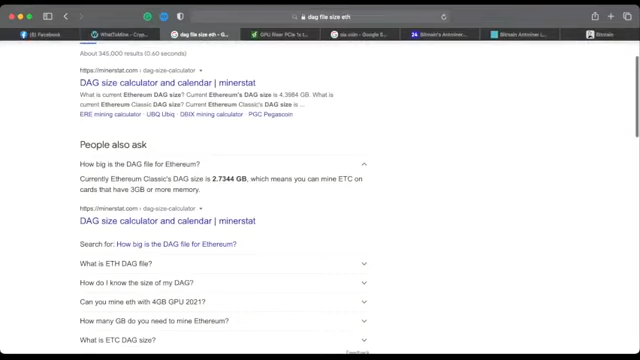 dag file size eth
Facebook
WhatToMine - Cryp...
dag file size eth - G...
GPU Riser PCIe 1x t...
sia coin - Google S...
Bitmain's Antminer...
Bitmain Antminer...
Bitmain
About 345,000 results (0.60 seconds)
https://minerstat.com › dag-size-calculator
DAG size calculator and calendar | minerstat
What is current Ethereum DAG size? Current Ethereum's DAG size is 4.3984 GB. What is
current Ethereum Classic DAG size? Current Ethereum Classic's DAG size is ...
ERE mining calculator · UBQ Ubiq · DBIX mining calculator · PGC Pegascoin
People also ask
How big is the DAG file for Ethereum?
Currently Ethereum Classic's DAG size is 2.7344 GB, which means you can mine ETC on
cards that have 3GB or more memory.
https://minerstat.com › dag-size-calculator
DAG size calculator and calendar | minerstat
Search for: How big is the DAG file for Ethereum?
What is ETH DAG file?
How do I know the size of my DAG?
Can you mine eth with 4GB GPU 2021?
How many GB do you need to mine Ethereum?
What is ETC DAG size?
Feedback